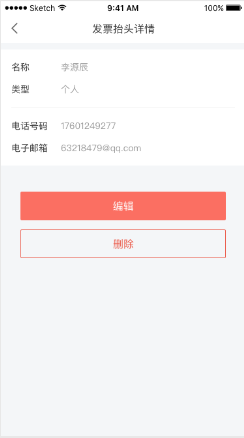 Sketch 9:41 AM 100%
发票抬头详情
名称 李源辰
类型 个人
电话号码 17601249277
电子邮箱 63218479@qq.com
编辑
删除